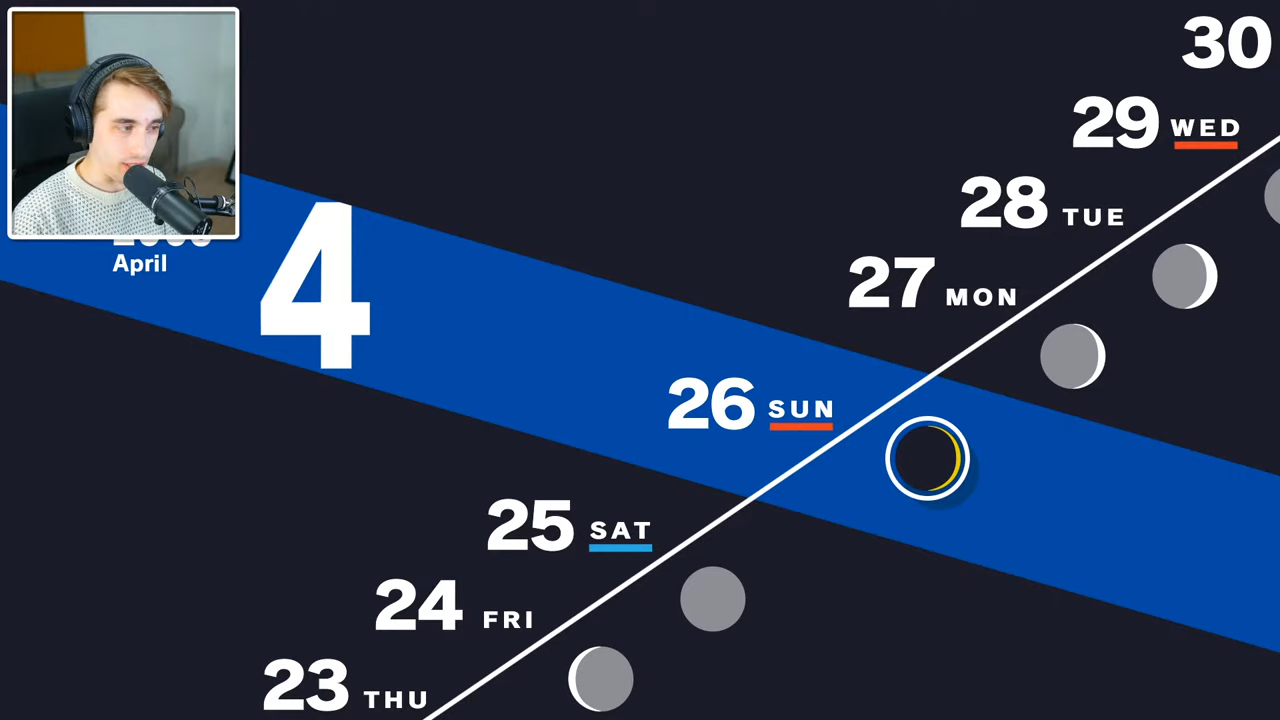 30
29 WED
28 TUE
27 MON
April
4
26 SUN
25 SAT
24 FRI
23 THU